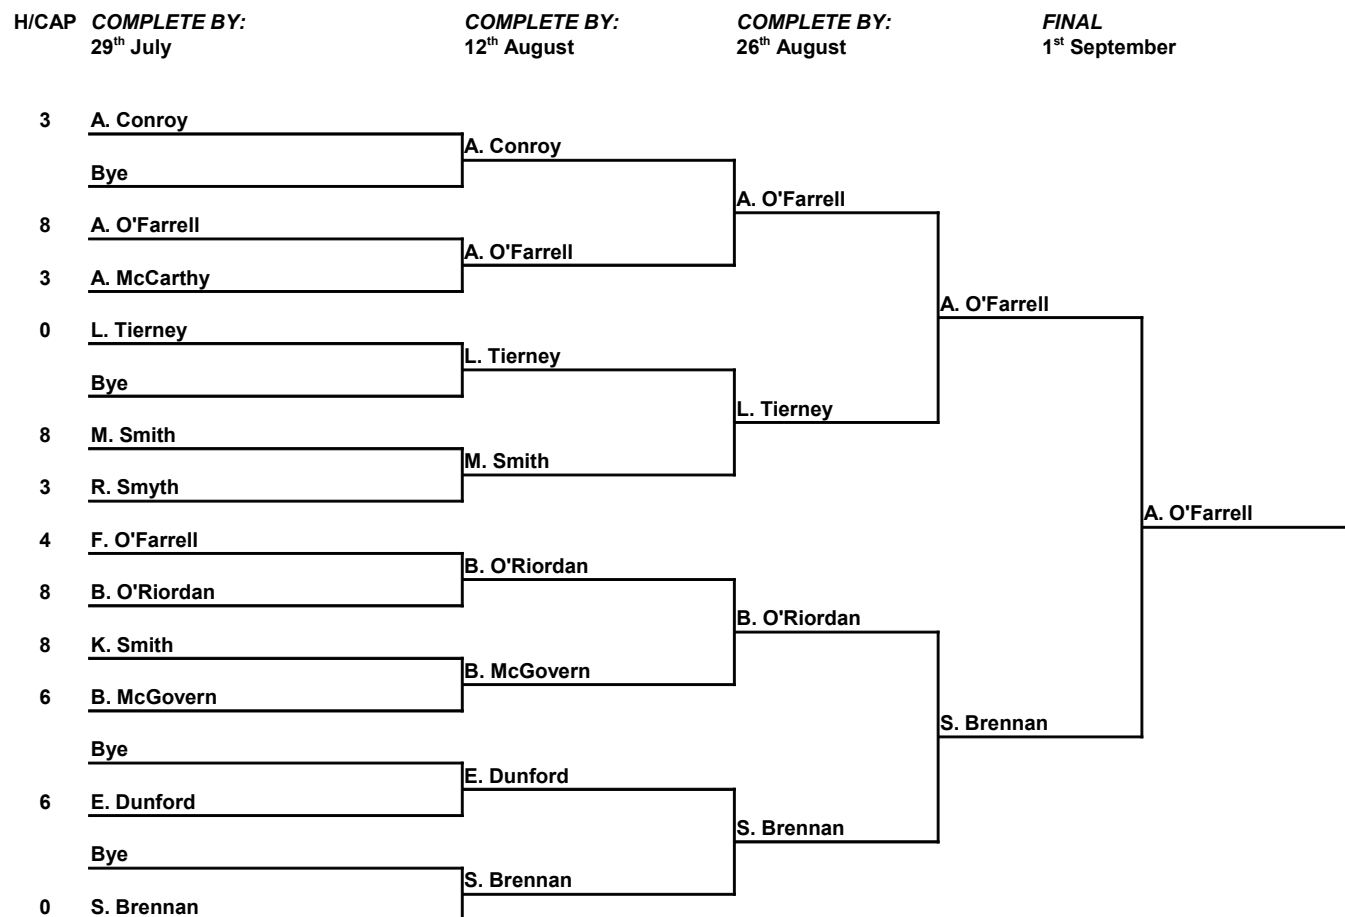 H/CAP COMPLETE BY: COMPLETE BY: COMPLETE BY: FINAL
29th July 12th August 26th August 1st September
3 A. Conroy
A. Conroy
Bye
A. O'Farrell
8 A. O'Farrell
A. O'Farrell
3 A. McCarthy
A. O'Farrell
0 L. Tierney
L. Tierney
Bye
L. Tierney
8 M. Smith
M. Smith
3 R. Smyth
A. O'Farrell
4 F. O'Farrell
B. O'Riordan
8 B. O'Riordan
B. O'Riordan
8 K. Smith
B. McGovern
6 B. McGovern
S. Brennan
Bye
E. Dunford
6 E. Dunford
S. Brennan
Bye
S. Brennan
0 S. Brennan